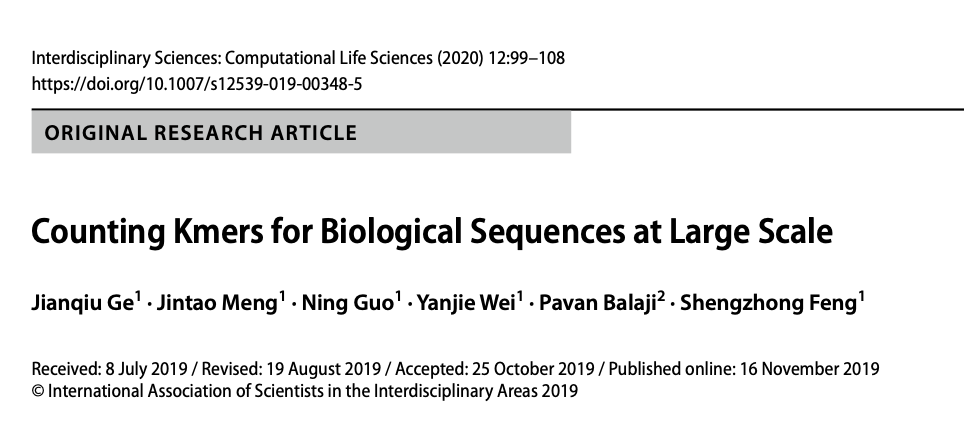 Interdisciplinary Sciences: Computational Life Sciences (2020) 12:99–108
https://doi.org/10.1007/s12539-019-00348-5
ORIGINAL RESEARCH ARTICLE
Counting Kmers for Biological Sequences at Large Scale
Jianqiu Ge¹ · Jintao Meng¹ · Ning Guo¹ · Yanjie Wei¹ · Pavan Balaji² · Shengzhong Feng¹
Received: 8 July 2019 / Revised: 19 August 2019 / Accepted: 25 October 2019 / Published online: 16 November 2019
© International Association of Scientists in the Interdisciplinary Areas 2019